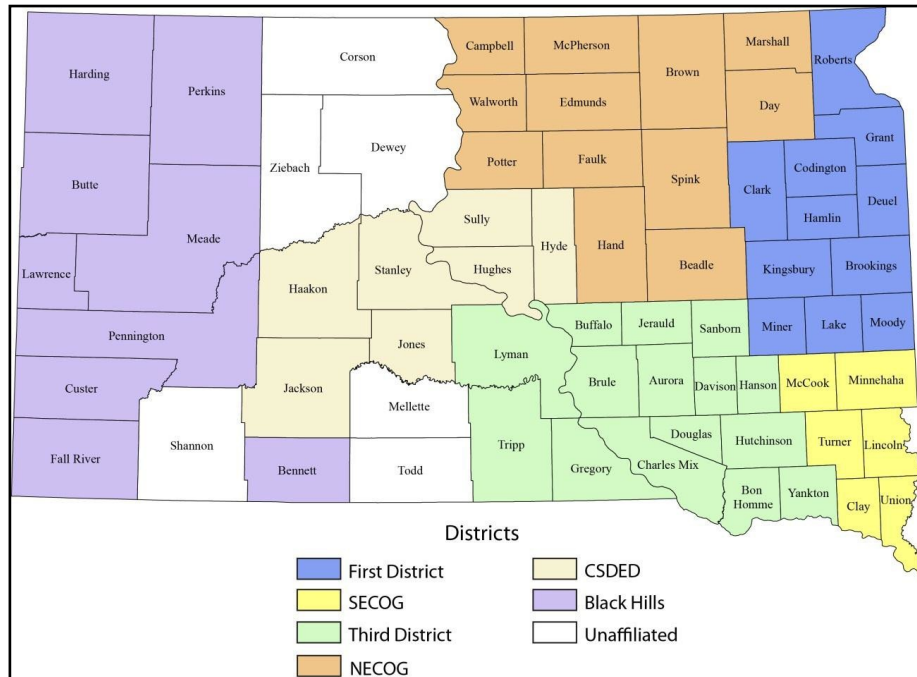 Harding
Perkins
Corson
Campbell
McPherson
Brown
Marshall
Roberts
Walworth
Edmunds
Day
Dewey
Ziebach
Butte
Potter
Faulk
Spink
Clark
Codington
Grant
Deuel
Hamlin
Meade
Sully
Hyde
Hand
Beadle
Kingsbury
Brookings
Lawrence
Haakon
Stanley
Hughes
Pennington
Jones
Lyman
Buffalo
Jerauld
Sanborn
Miner
Lake
Moody
Custer
Jackson
Mellette
Brule
Aurora
Davison
Hanson
McCook
Minnehaha
Fall River
Shannon
Bennett
Todd
Tripp
Gregory
Charles Mix
Douglas
Hutchinson
Turner
Lincoln
Bon
Homme
Yankton
Clay
Union
Districts
First District
SECOG
Third District
NECOG
CSDED
Black Hills
Unaffiliated